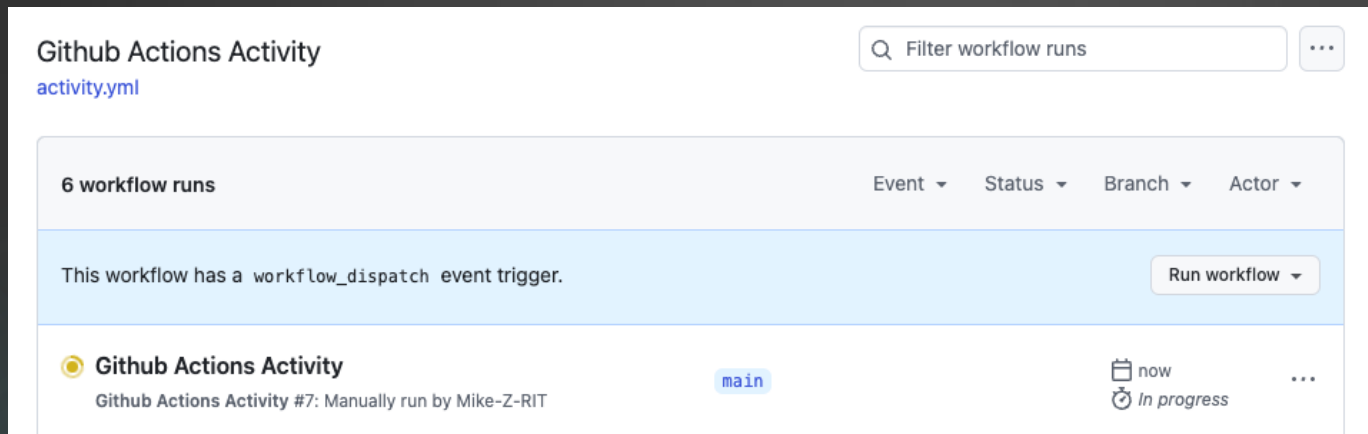 Github Actions Activity
Filter workflow runs
activity.yml
6 workflow runs
Event
Status
Branch
Actor
This workflow has a workflow_dispatch event trigger.
Run workflow
Github Actions Activity
main
now
Github Actions Activity #7: Manually run by Mike-Z-RIT
In progress